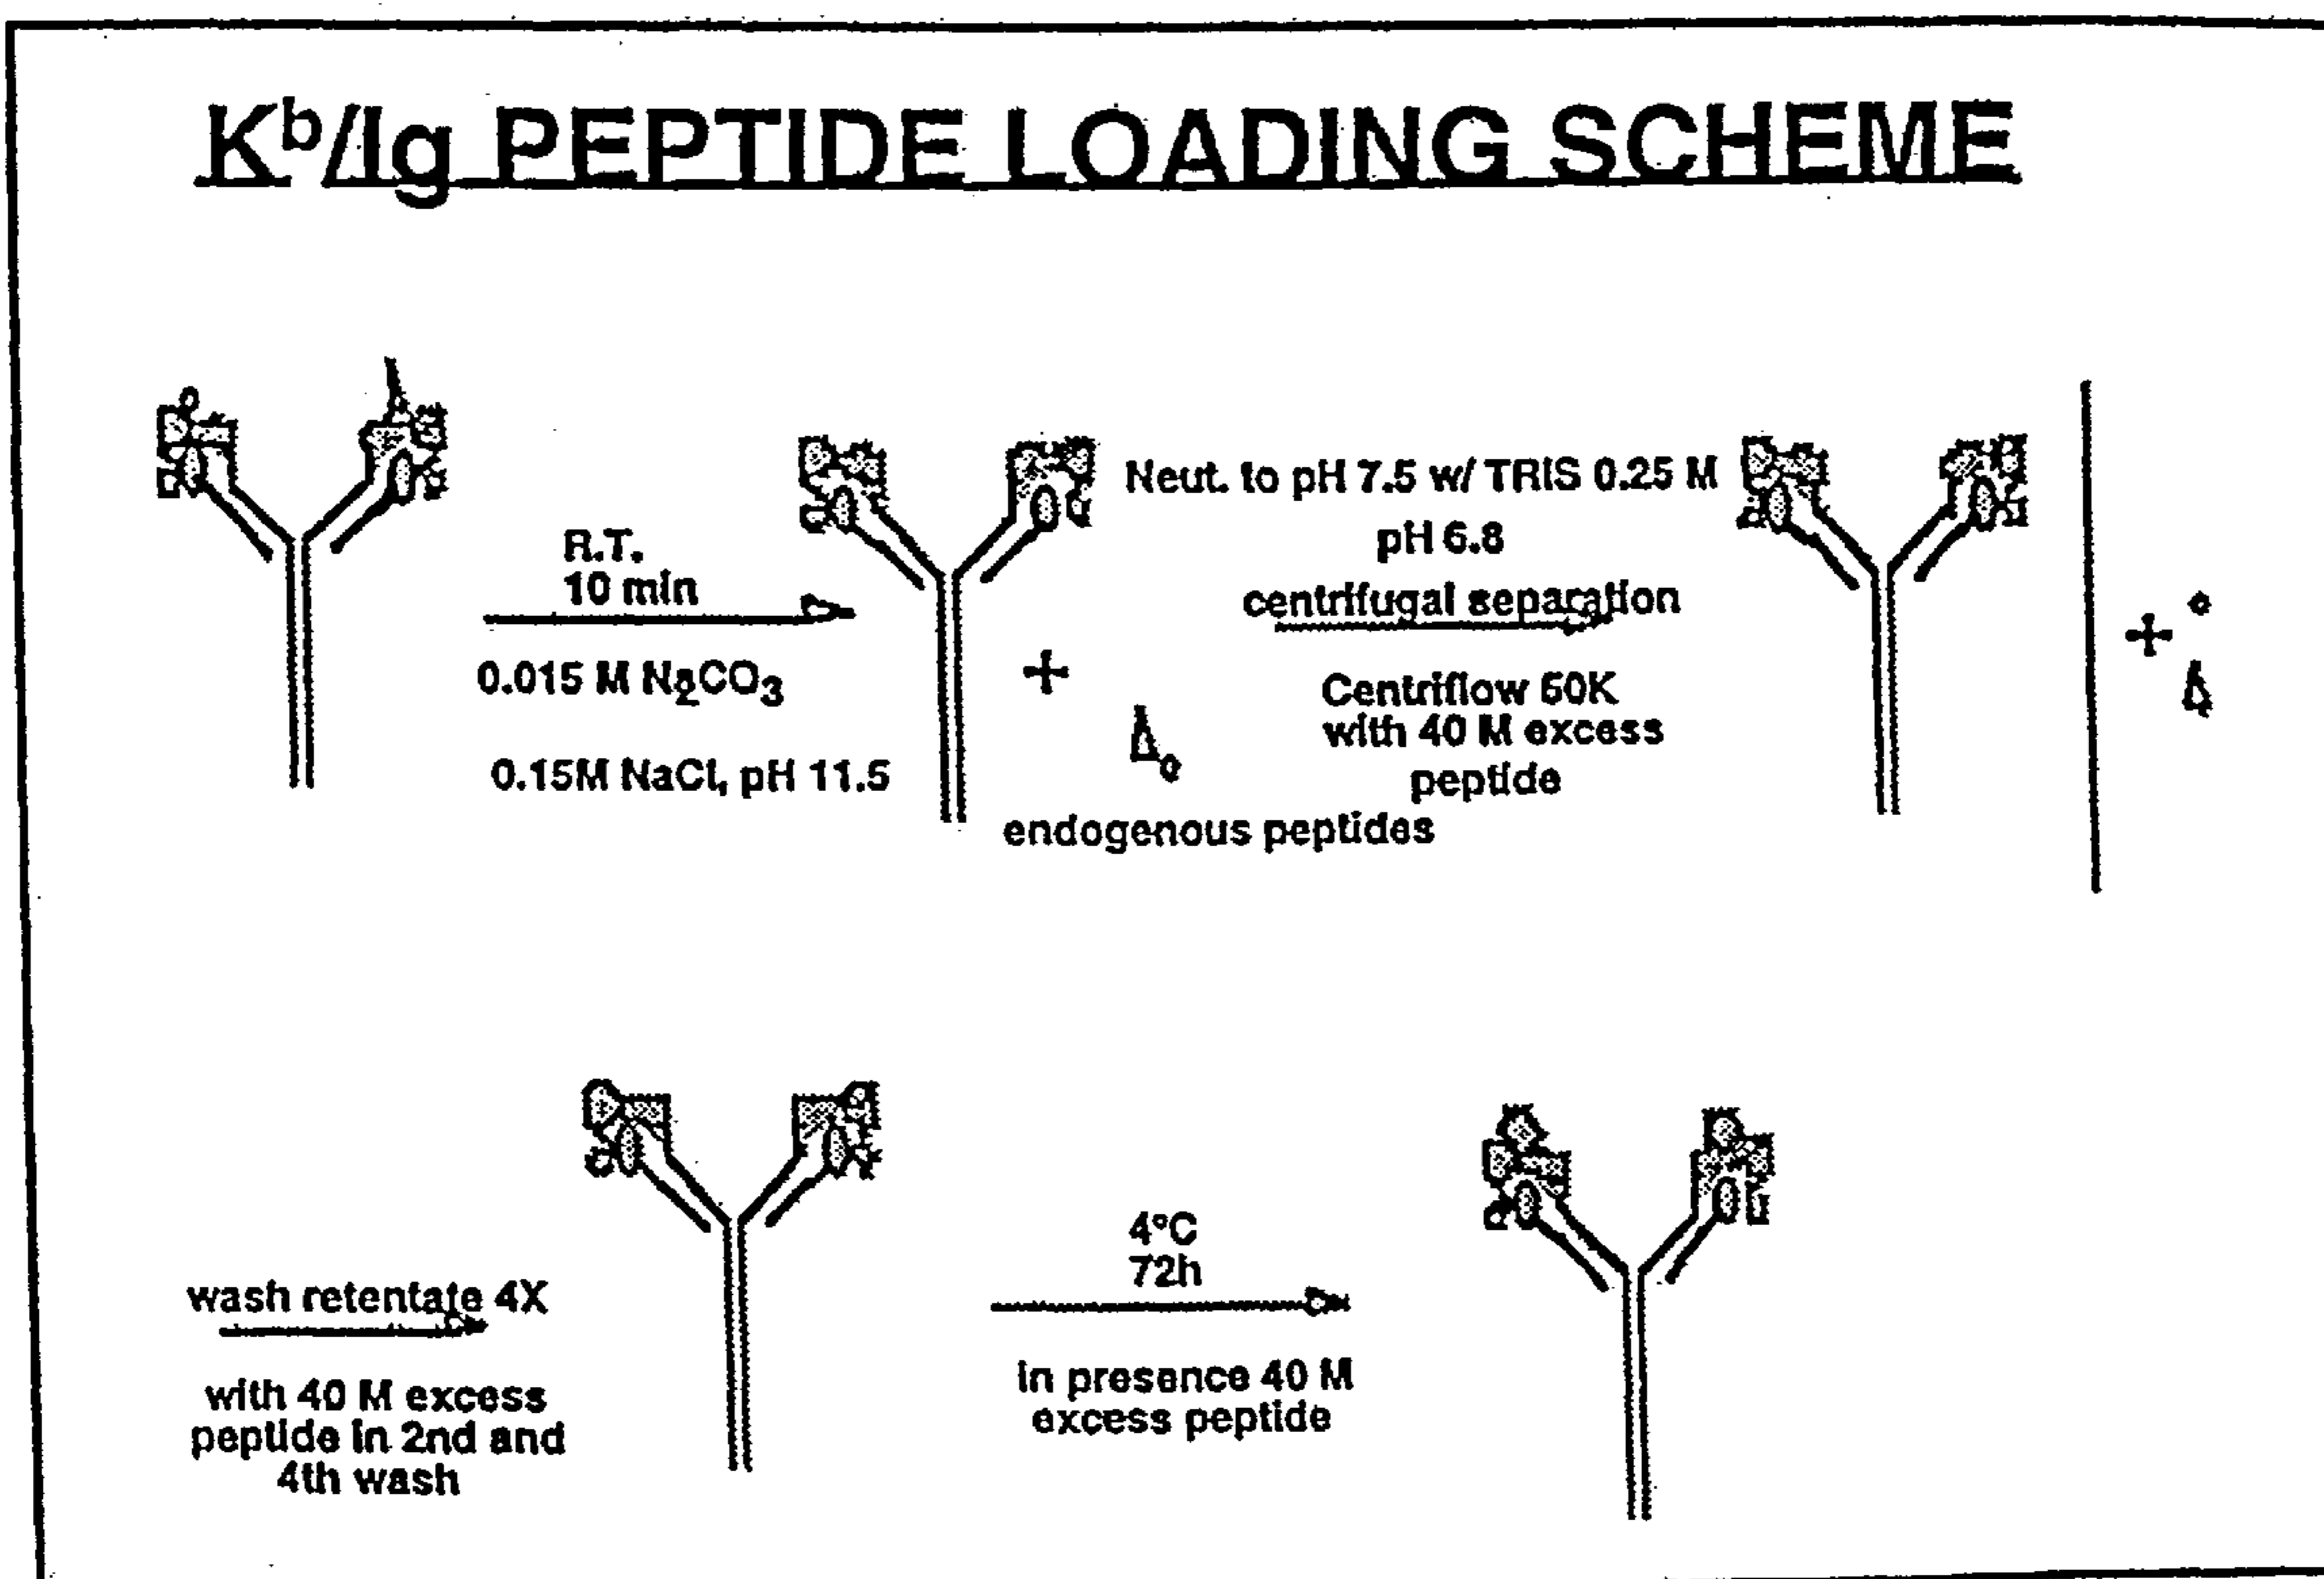 Kᵇ/Ig PEPTIDE LOADING SCHEME
R.T.
10 min
0.015 M N₂CO₃
0.15M NaCl, pH 11.5
+
endogenous peptides
Neut. to pH 7.5 w/ TRIS 0.25 M
pH 6.8
centrifugal separation
Centriflow 50K
with 40 M excess
peptide
+
wash retentate 4X
with 40 M excess
peptide in 2nd and
4th wash
4°C
72h
in presence 40 M
excess peptide